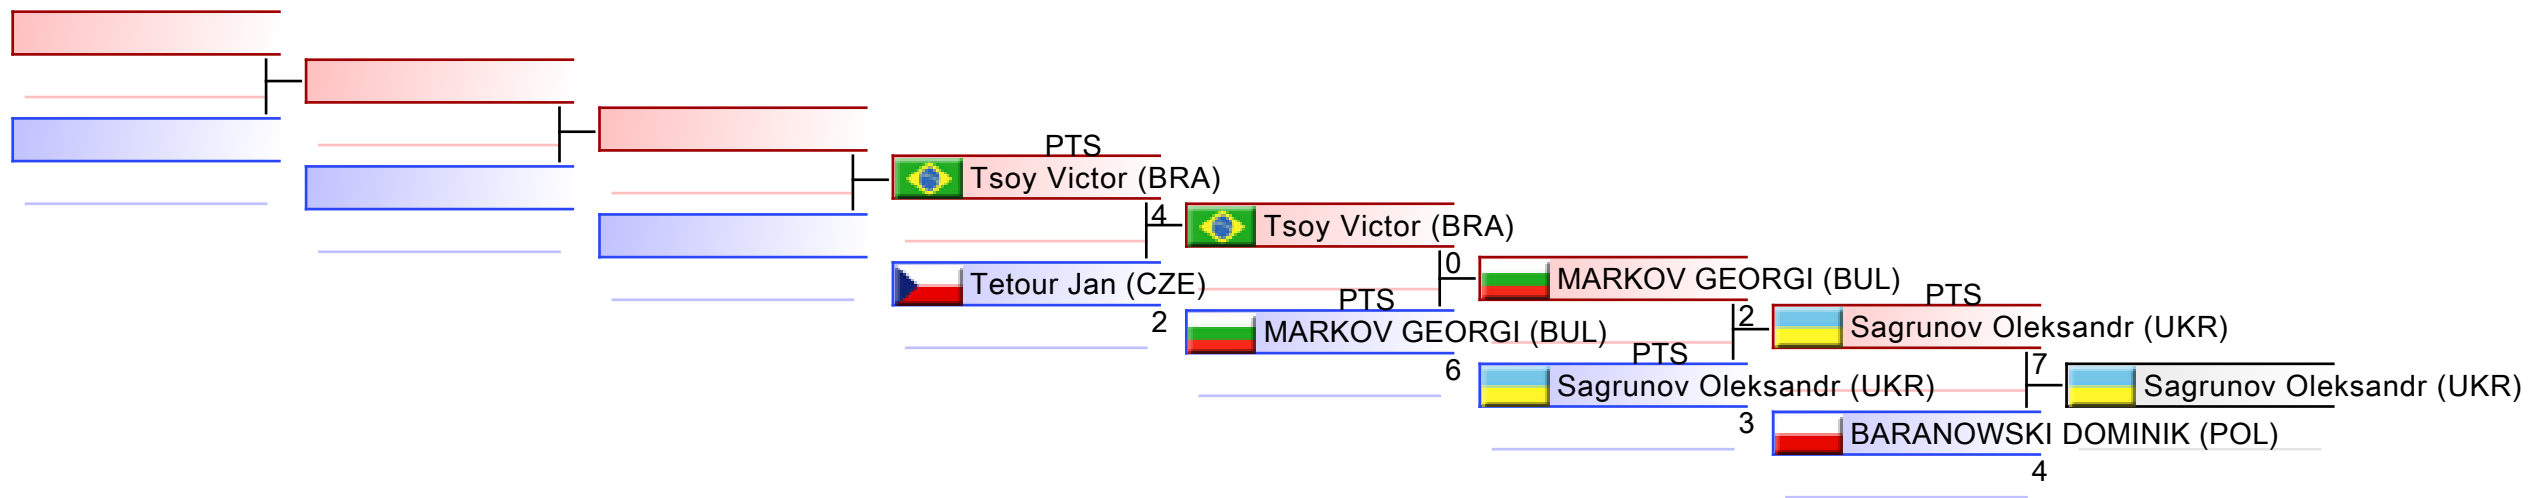 PTS
Tsoy Victor (BRA)
4
Tsoy Victor (BRA)
Tetour Jan (CZE)
2
0
MARKOV GEORGI (BUL)
PTS
MARKOV GEORGI (BUL)
6
2
PTS
Sagrunov Oleksandr (UKR)
PTS
Sagrunov Oleksandr (UKR)
3
7
Sagrunov Oleksandr (UKR)
BARANOWSKI DOMINIK (POL)
4